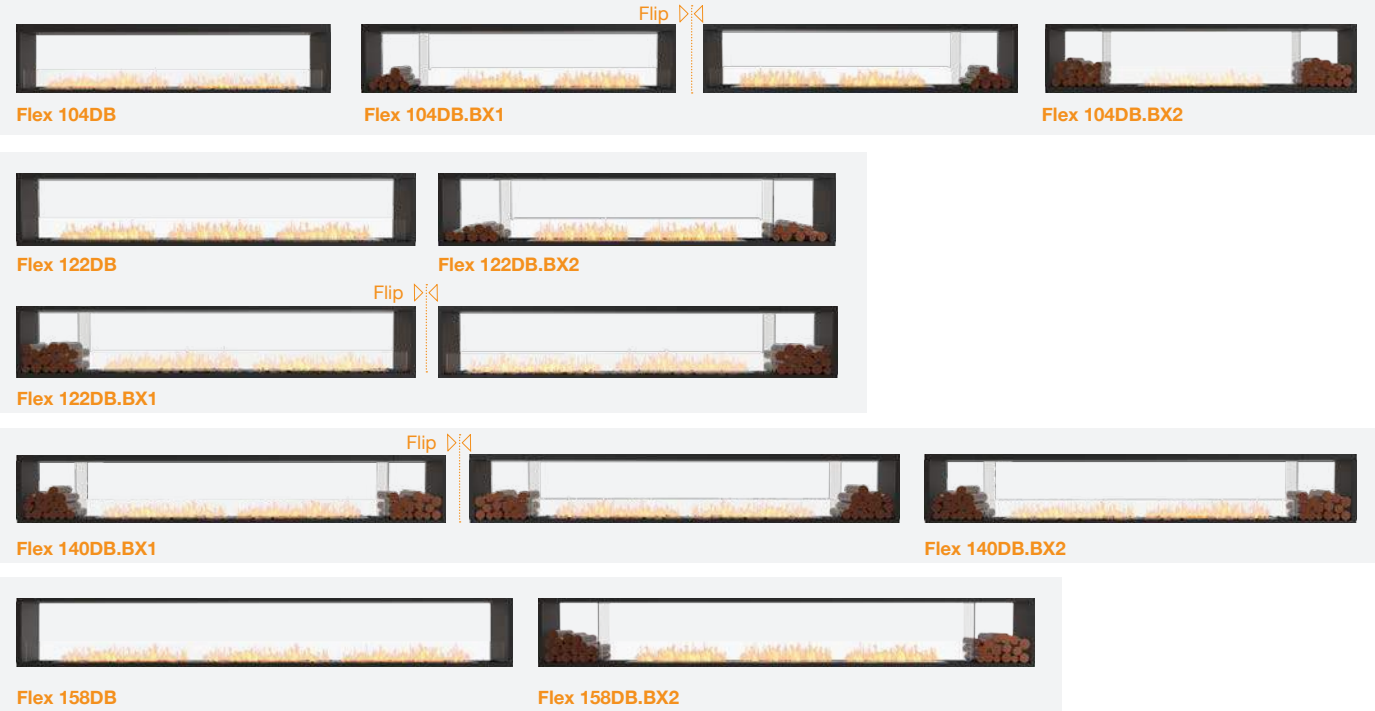 Flip
Flex 104DB
Flex 104DB.BX1
Flex 104DB.BX2
Flex 122DB
Flex 122DB.BX2
Flip
Flex 122DB.BX1
Flip
Flex 140DB.BX1
Flex 140DB.BX2
Flex 158DB
Flex 158DB.BX2